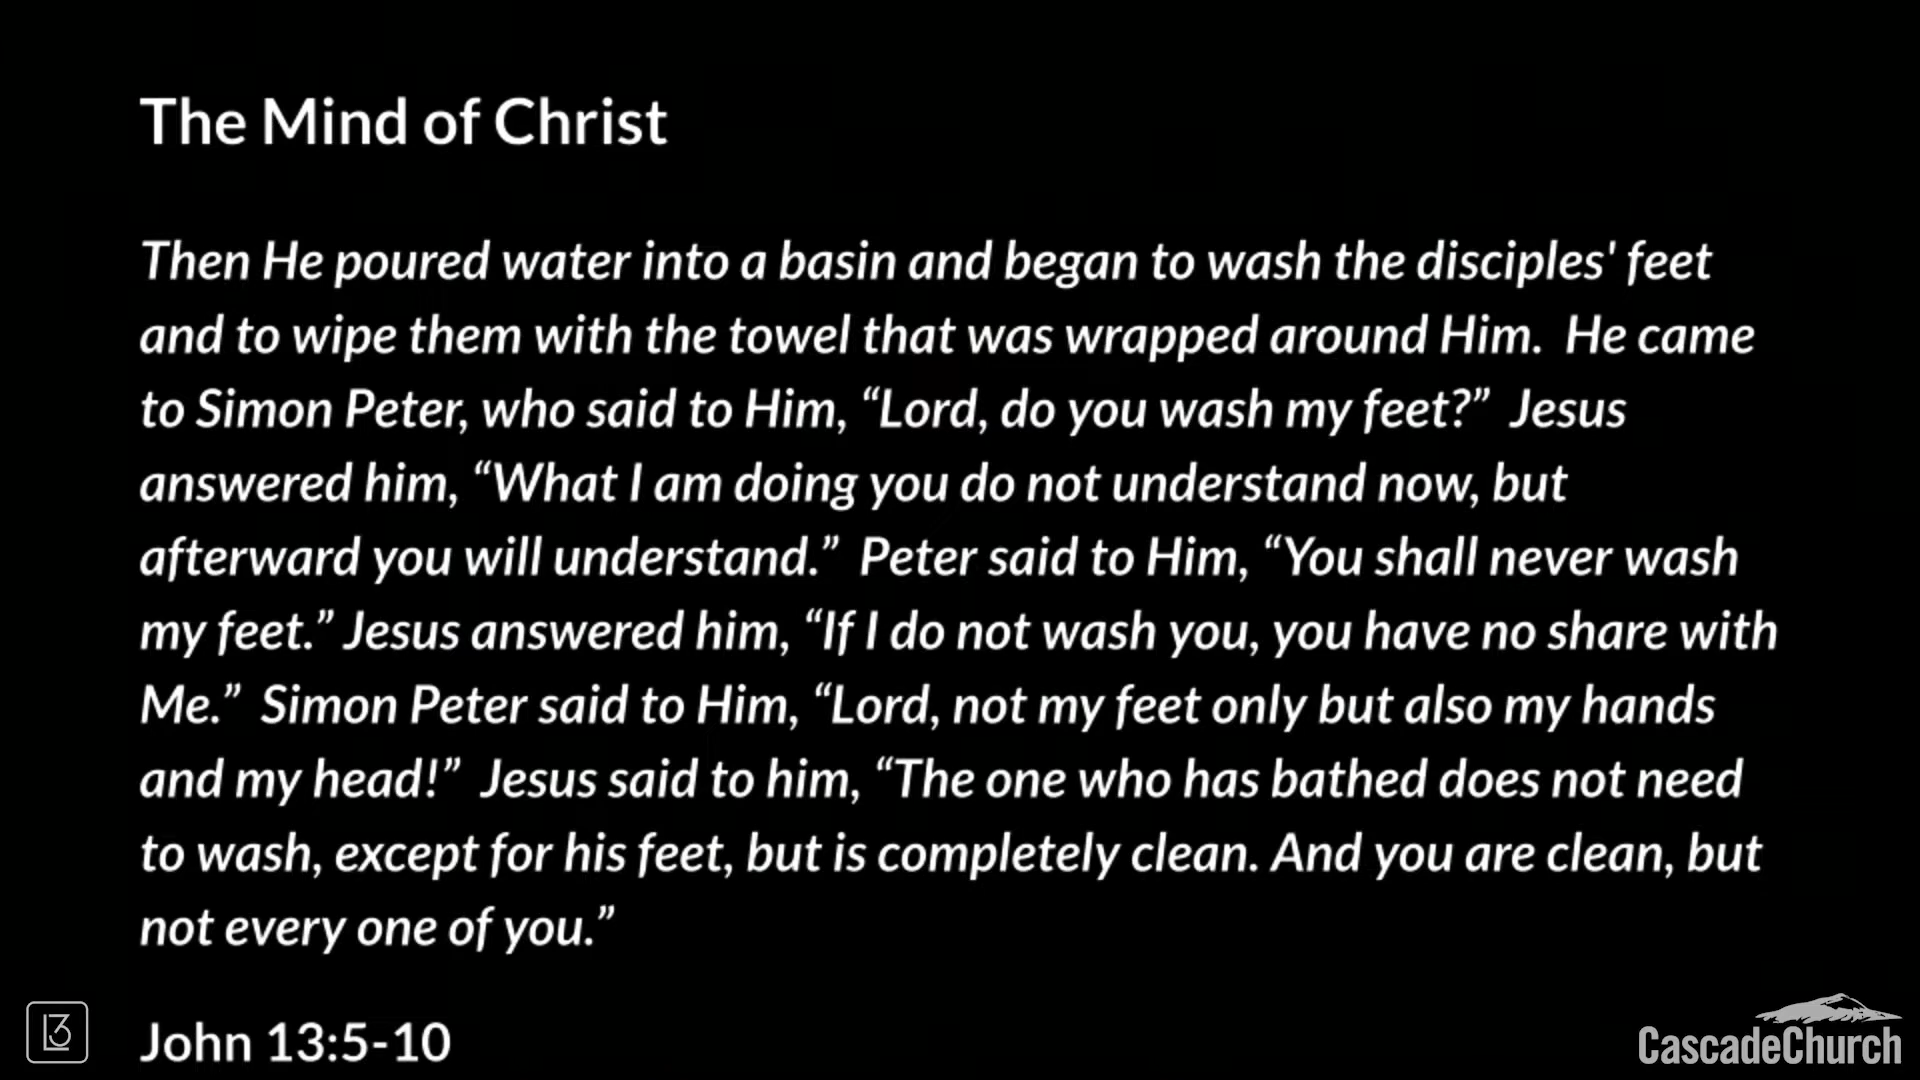 The Mind of Christ
Then He poured water into a basin and began to wash the disciples' feet
and to wipe them with the towel that was wrapped around Him.  He came
to Simon Peter, who said to Him, “Lord, do you wash my feet?”  Jesus
answered him, “What I am doing you do not understand now, but
afterward you will understand.”  Peter said to Him, “You shall never wash
my feet.” Jesus answered him, “If I do not wash you, you have no share with
Me.”  Simon Peter said to Him, “Lord, not my feet only but also my hands
and my head!”  Jesus said to him, “The one who has bathed does not need
to wash, except for his feet, but is completely clean. And you are clean, but
not every one of you.”
John 13:5-10
L3
CascadeChurch